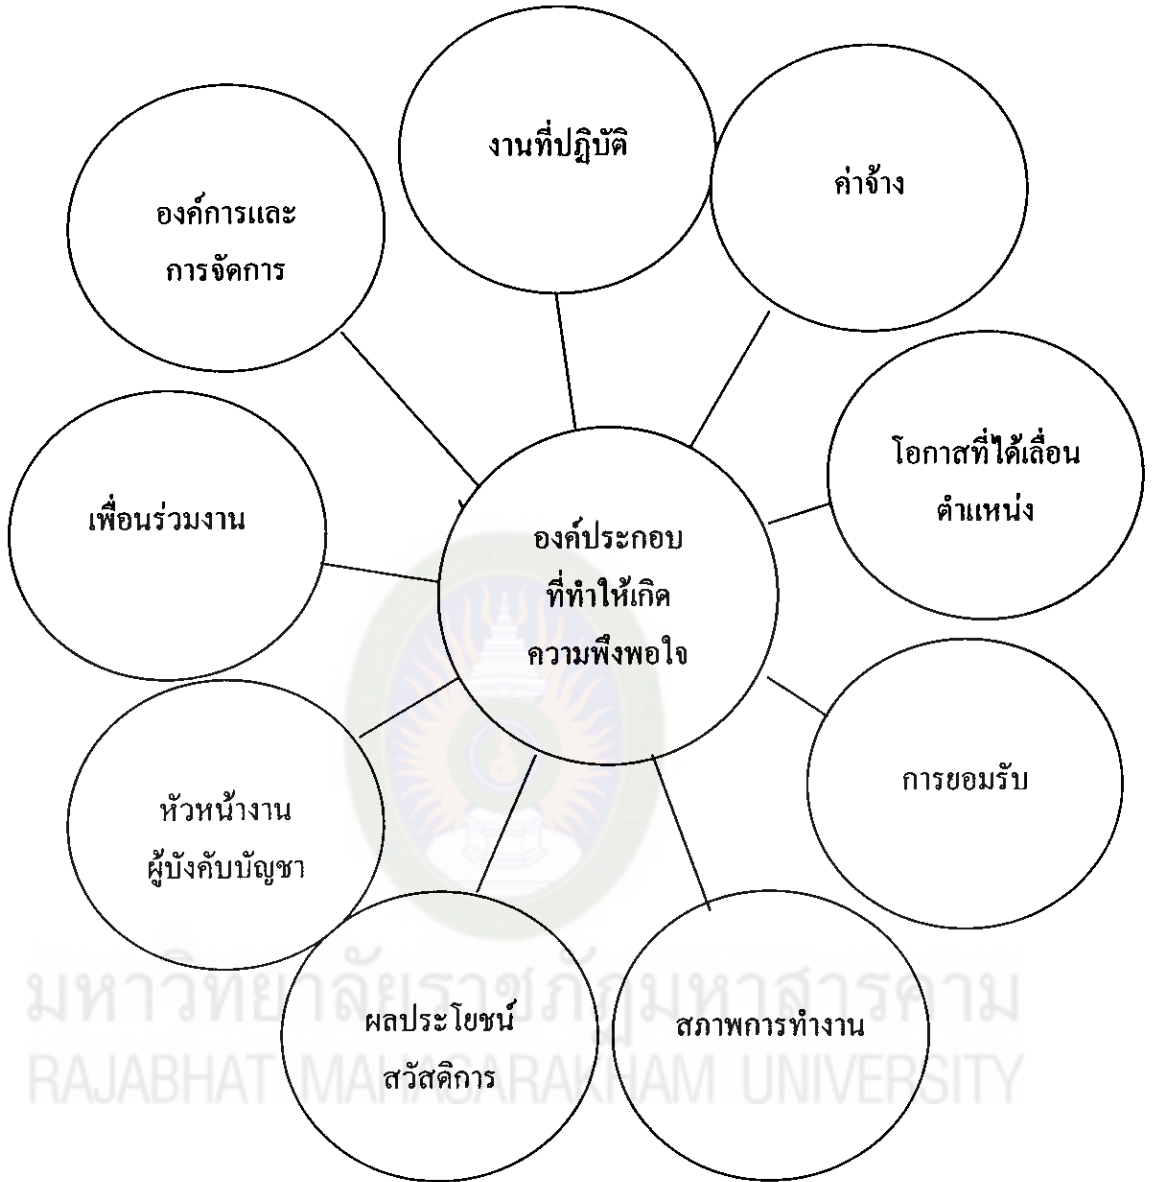 งานที่ปฏิบัติ
ค่าจ้าง
องค์การและ
การจัดการ
โอกาสที่ได้เลื่อน
ตำแหน่ง
เพื่อนร่วมงาน
องค์ประกอบ
ที่ทำให้เกิด
ความพึงพอใจ
การยอมรับ
หัวหน้างาน
ผู้บังคับบัญชา
ผลประโยชน์
สวัสดิการ
สภาพการทำงาน
มหาวิทยาลัยราชภัฏมหาสารคาม
RAJABHAT MAHASARAKHAM UNIVERSITY